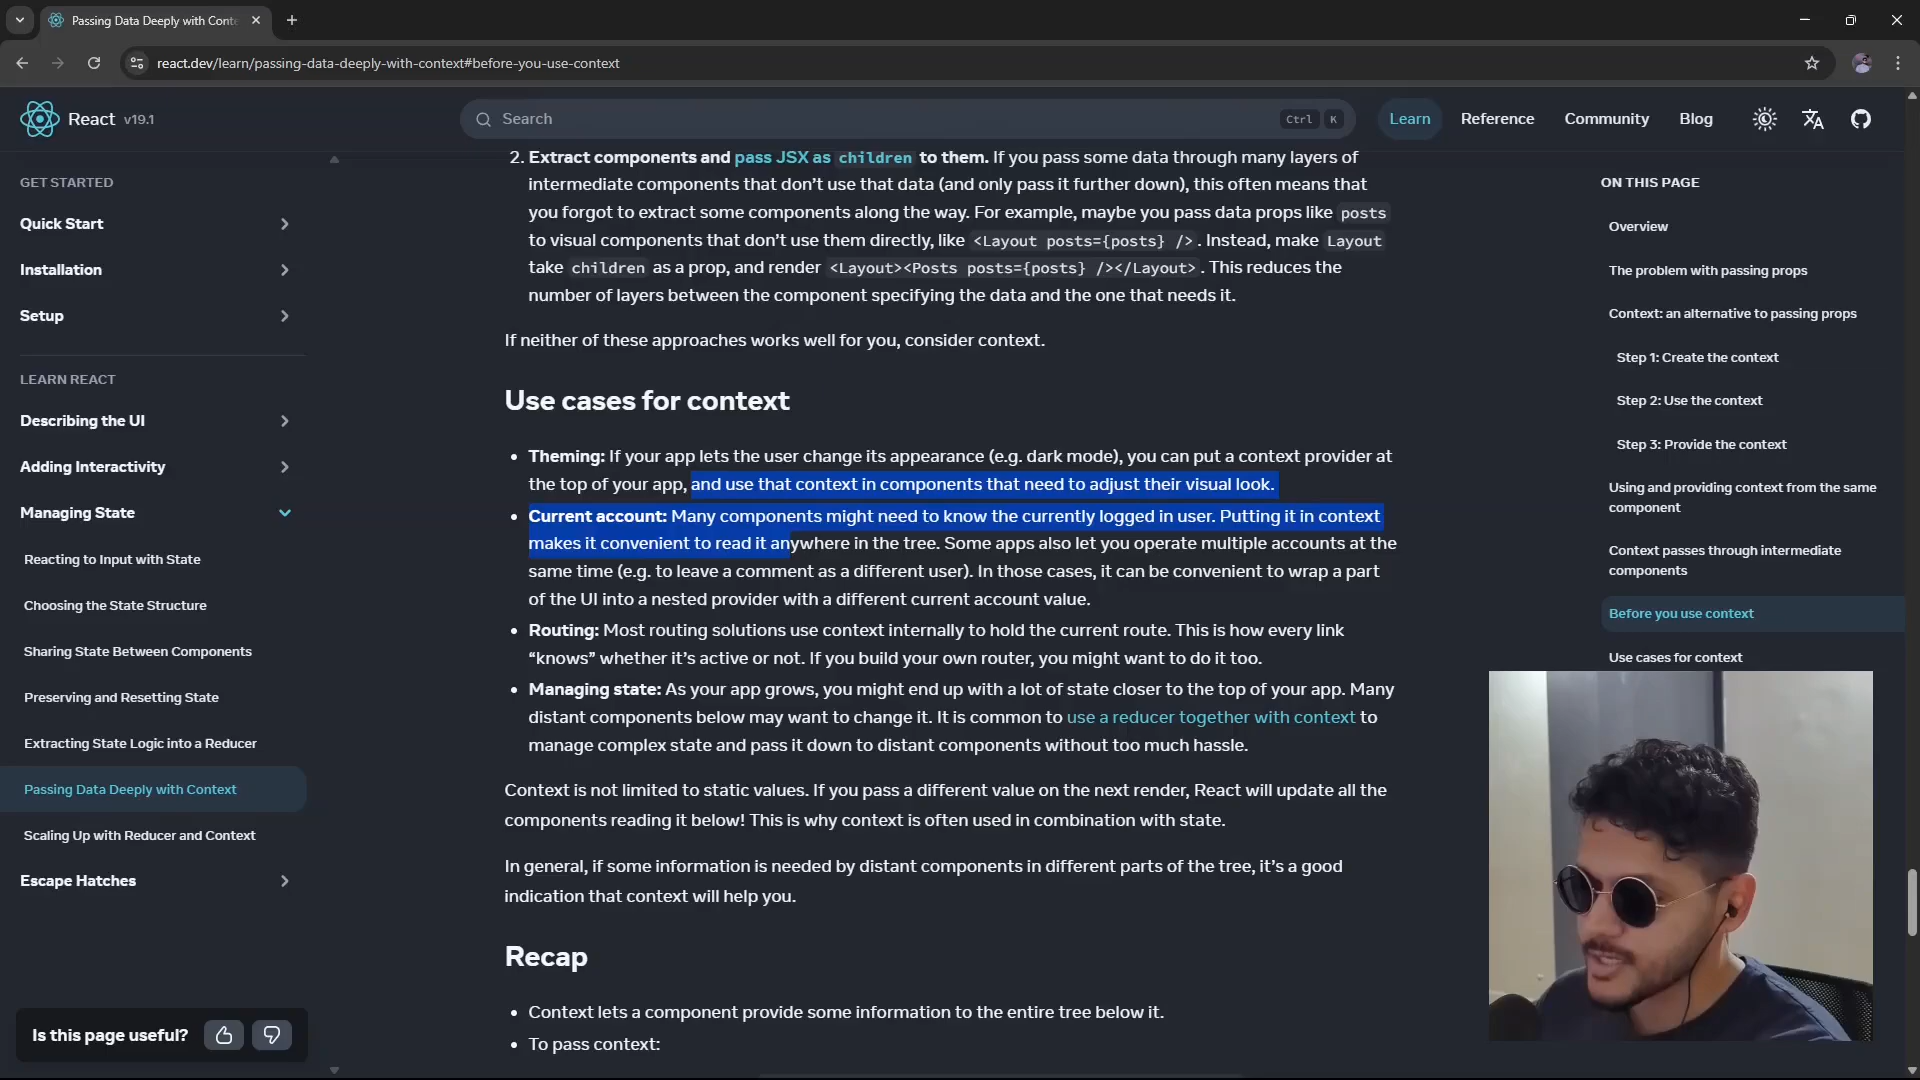 Passing Data Deeply with Conte
react.dev/learn/passing-data-deeply-with-context#before-you-use-context
React v19.1
Search
Ctrl K
Learn
Reference
Community
Blog
GET STARTED
Quick Start
Installation
Setup
LEARN REACT
Describing the UI
Adding Interactivity
Managing State
Reacting to Input with State
Choosing the State Structure
Sharing State Between Components
Preserving and Resetting State
Extracting State Logic into a Reducer
Passing Data Deeply with Context
Scaling Up with Reducer and Context
Escape Hatches
Is this page useful?
2. Extract components and pass JSX as children to them. If you pass some data through many layers of
intermediate components that don’t use that data (and only pass it further down), this often means that
you forgot to extract some components along the way. For example, maybe you pass data props like posts
to visual components that don’t use them directly, like <Layout posts={posts} />. Instead, make Layout
take children as a prop, and render <Layout><Posts posts={posts} /></Layout>. This reduces the
number of layers between the component specifying the data and the one that needs it.
If neither of these approaches works well for you, consider context.
Use cases for context
• Theming: If your app lets the user change its appearance (e.g. dark mode), you can put a context provider at
the top of your app, and use that context in components that need to adjust their visual look.
• Current account: Many components might need to know the currently logged in user. Putting it in context
makes it convenient to read it anywhere in the tree. Some apps also let you operate multiple accounts at the
same time (e.g. to leave a comment as a different user). In those cases, it can be convenient to wrap a part
of the UI into a nested provider with a different current account value.
• Routing: Most routing solutions use context internally to hold the current route. This is how every link
“knows” whether it’s active or not. If you build your own router, you might want to do it too.
• Managing state: As your app grows, you might end up with a lot of state closer to the top of your app. Many
distant components below may want to change it. It is common to use a reducer together with context to
manage complex state and pass it down to distant components without too much hassle.
Context is not limited to static values. If you pass a different value on the next render, React will update all the
components reading it below! This is why context is often used in combination with state.
In general, if some information is needed by distant components in different parts of the tree, it’s a good
indication that context will help you.
Recap
• Context lets a component provide some information to the entire tree below it.
• To pass context:
ON THIS PAGE
Overview
The problem with passing props
Context: an alternative to passing props
Step 1: Create the context
Step 2: Use the context
Step 3: Provide the context
Using and providing context from the same
component
Context passes through intermediate
components
Before you use context
Use cases for context